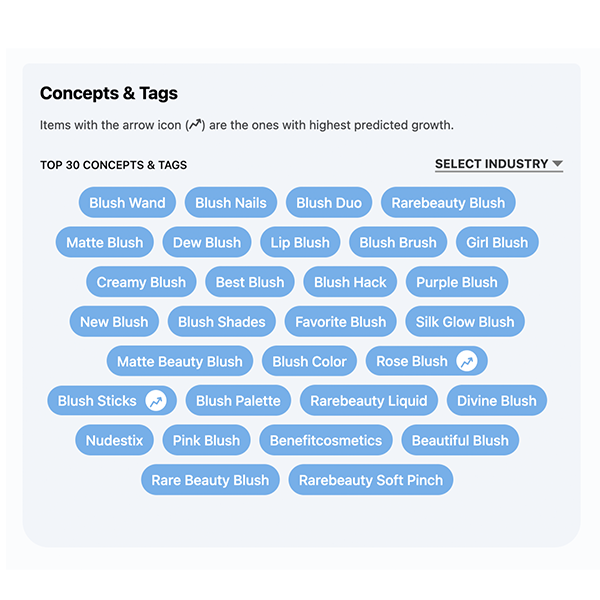 Concepts & Tags
Items with the arrow icon () are the ones with highest predicted growth.
TOP 30 CONCEPTS & TAGS SELECT INDUSTRY
Blush Wand Blush Nails Blush Duo Rarebeauty Blush
Matte Blush Dew Blush Lip Blush Blush Brush Girl Blush
Creamy Blush Best Blush Blush Hack Purple Blush
New Blush Blush Shades Favorite Blush Silk Glow Blush
Matte Beauty Blush Blush Color Rose Blush
Blush Sticks Blush Palette Rarebeauty Liquid Divine Blush
Nudestix Pink Blush Benefitcosmetics Beautiful Blush
Rare Beauty Blush Rarebeauty Soft Pinch